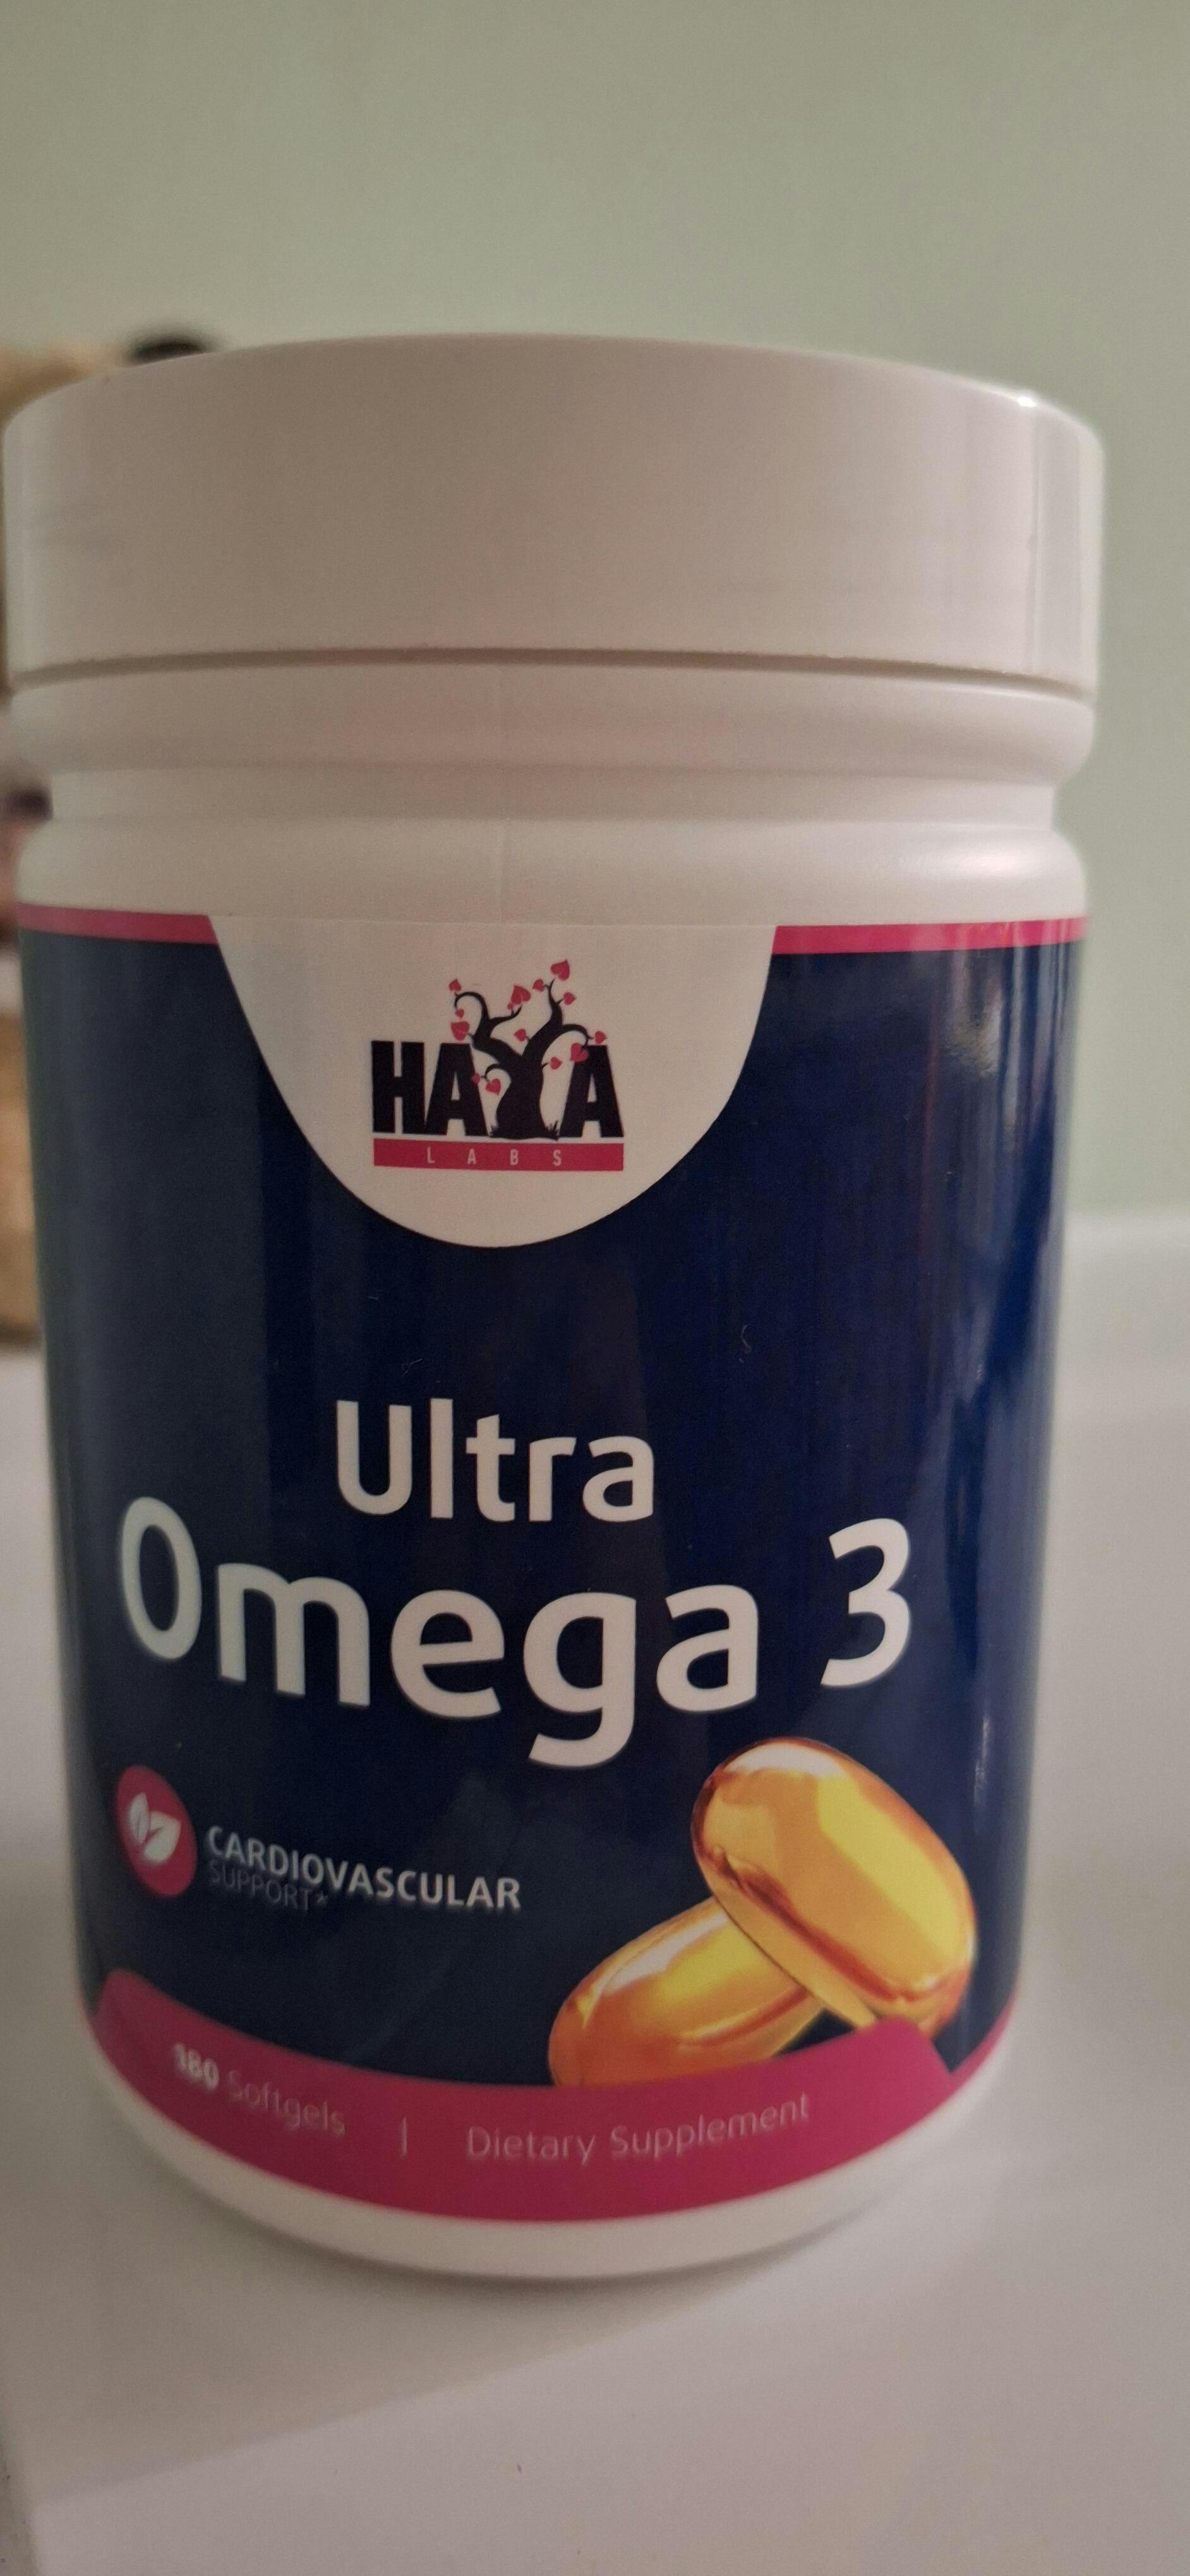 HAYA
LABS
Ultra
Omega 3
CARDIOVASCULAR
SUPPORT*
180 Softgels | Dietary Supplement